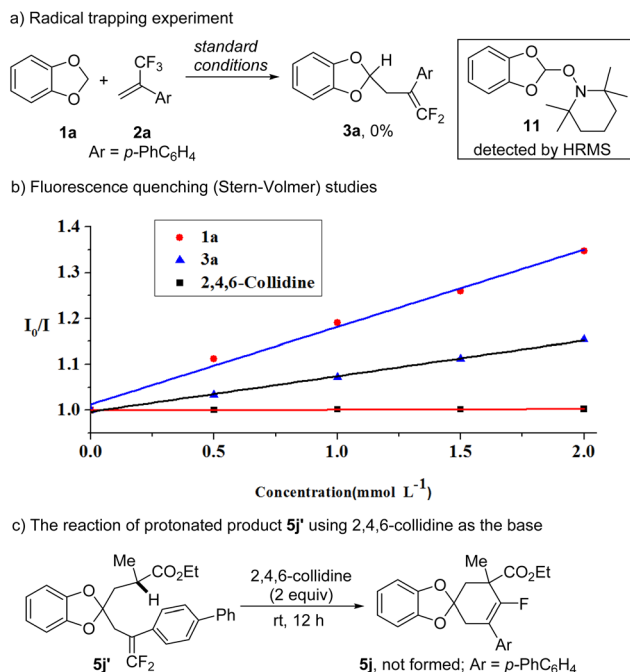 a) Radical trapping experiment
O
O
1a
+
CF3
Ar
2a
Ar = p-PhC6H4
standard
conditions
O
H
O
Ar
CF2
3a, 0%
O
O
O
N
11
detected by HRMS
b) Fluorescence quenching (Stern-Volmer) studies
1.4
1.3
1.2
1.1
1.0
I0/I
1a
3a
2,4,6-Collidine
0.0 0.5 1.0 1.5 2.0
Concentration(mmol L-1)
c) The reaction of protonated product 5j' using 2,4,6-collidine as the base
Me
CO2Et
H
O
O
Ph
CF2
5j'
2,4,6-collidine
(2 equiv)
rt, 12 h
Me
CO2Et
O
O
F
Ar
5j, not formed; Ar = p-PhC6H4